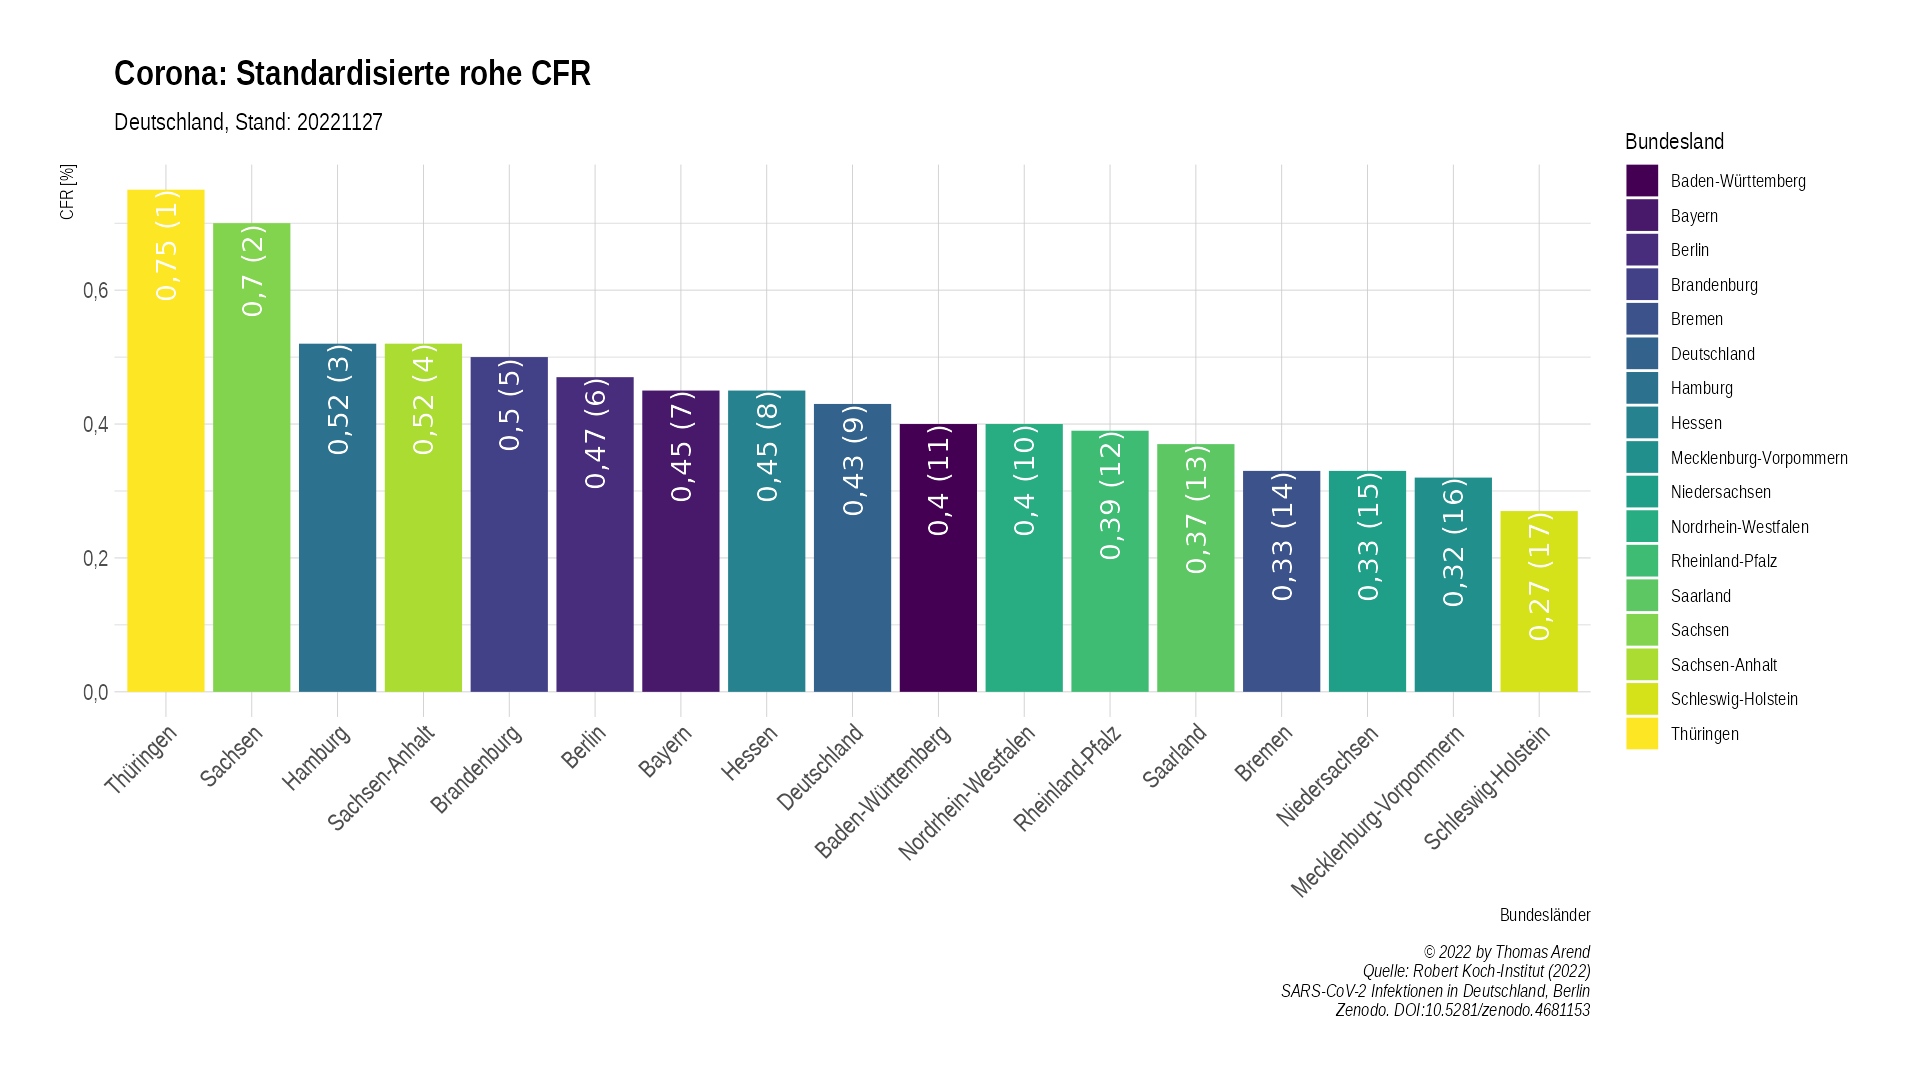 Corona: Standardisierte rohe CFR
Deutschland, Stand: 20221127
CFR [%]
0,6
0,4
0,2
0,0
0,75 (1)
0,7 (2)
0,52 (3)
0,52 (4)
0,5 (5)
0,47 (6)
0,45 (7)
0,45 (8)
0,43 (9)
0,4 (11)
0,4 (10)
0,39 (12)
0,37 (13)
0,33 (14)
0,33 (15)
0,32 (16)
0,27 (17)
Thüringen
Sachsen
Hamburg
Sachsen-Anhalt
Brandenburg
Berlin
Bayern
Hessen
Deutschland
Baden-Württemberg
Nordrhein-Westfalen
Rheinland-Pfalz
Saarland
Bremen
Niedersachsen
Mecklenburg-Vorpommern
Schleswig-Holstein
Bundesländer
Bundesland
Baden-Württemberg
Bayern
Berlin
Brandenburg
Bremen
Deutschland
Hamburg
Hessen
Mecklenburg-Vorpommern
Niedersachsen
Nordrhein-Westfalen
Rheinland-Pfalz
Saarland
Sachsen
Sachsen-Anhalt
Schleswig-Holstein
Thüringen
© 2022 by Thomas Arend
Quelle: Robert Koch-Institut (2022)
SARS-CoV-2 Infektionen in Deutschland, Berlin
Zenodo. DOI:10.5281/zenodo.4681153